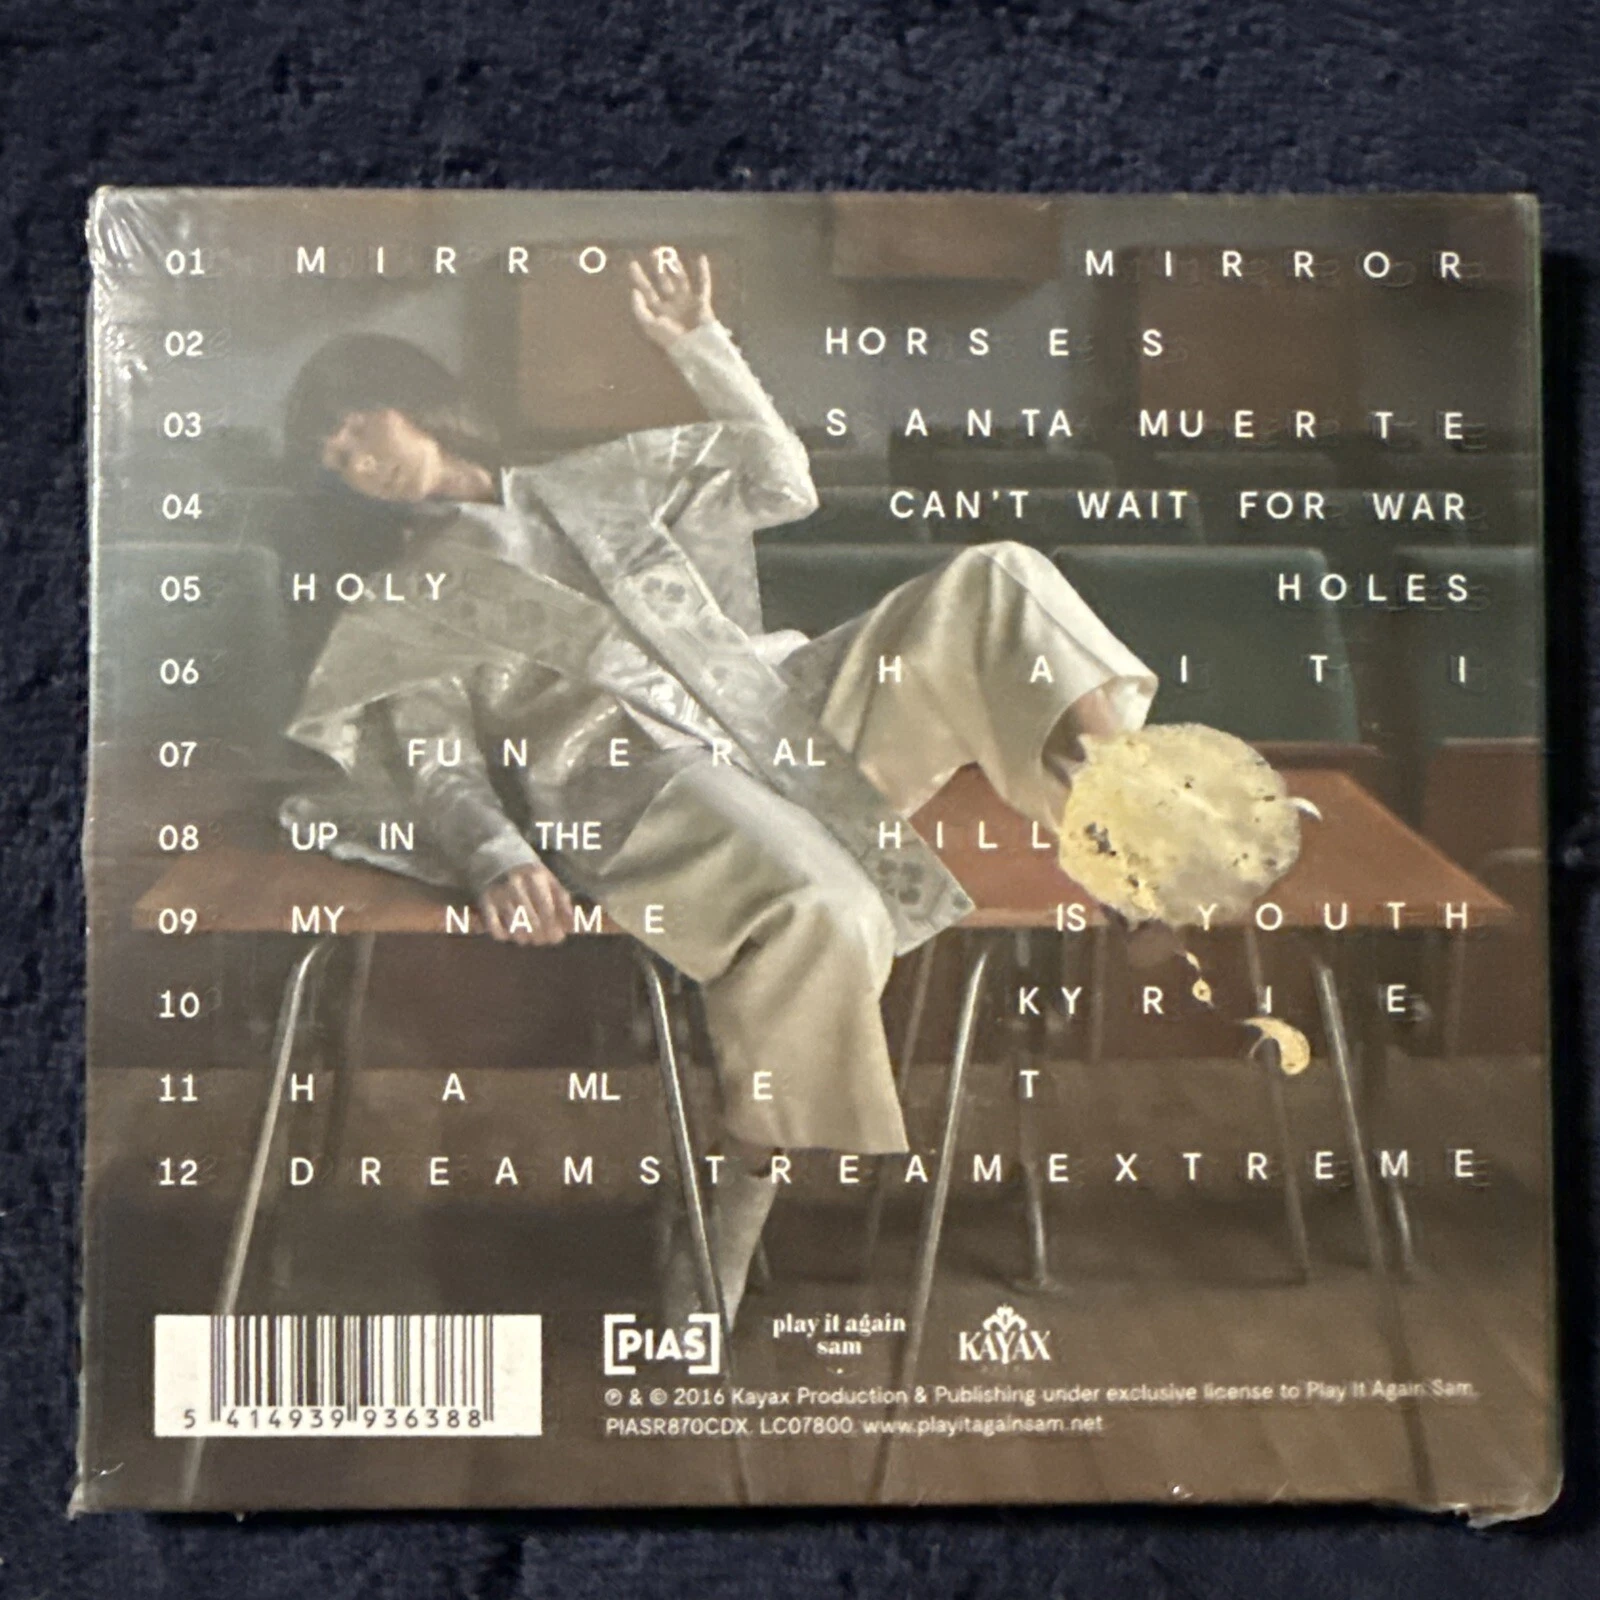 01 MIRROR MIRROR
02 HORSES
03 SANTA MUERTE
04 CAN'T WAIT FOR WAR
05 HOLY HOLES
06 HAITI
07 FUNERAL
08 UP IN THE HILL
09 MY NAME IS YOUTH
10 KYRIE
11 HAMLET
12 DREAMSTREAMEXTREME
5 414939 936388
[PIAS]
play it again
sam
KAYAX
℗ & © 2016 Kayax Production & Publishing under exclusive license to Play It Again Sam.
PIASR870CDX LC07800 www.playitagainsam.net